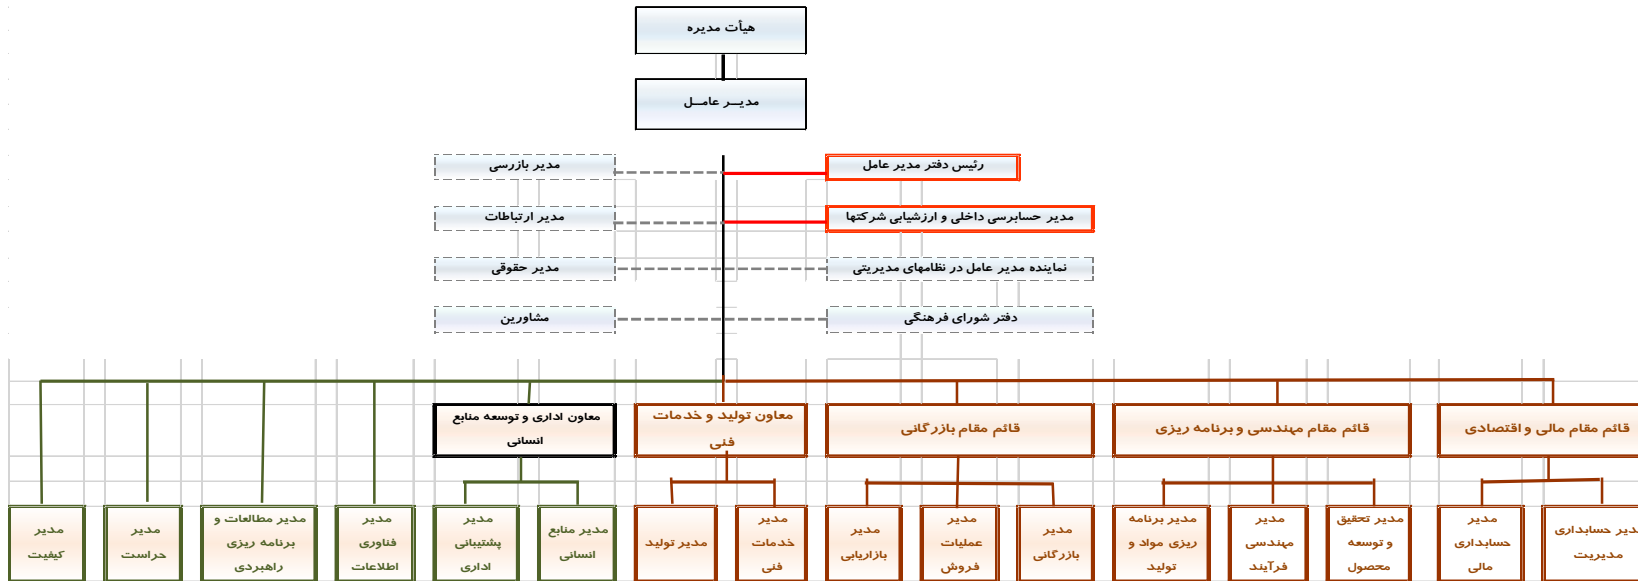 هیأت مدیره
مدیــر عامــل
رئیس دفتر مدیر عامل
مدیر بازرسی
مدیر حسابرسی داخلی و ارزشیابی شرکتها
مدیر ارتباطات
نماینده مدیر عامل در نظامهای مدیریتی
مدیر حقوقی
دفتر شورای فرهنگی
مشاورین
قائم مقام مالی و اقتصادی
قائم مقام مهندسی و برنامه ریزی
قائم مقام بازرگانی
معاون تولید و خدمات
فنی
معاون اداری و توسعه منابع
انسانی
مدیر حسابداری
مدیریت
مدیر
حسابداری
مالی
مدیر تحقیق
و توسعه
محصول
مدیر
مهندسی
فرآیند
مدیر برنامه
ریزی مواد و
تولید
مدیر
بازرگانی
مدیر
عملیات
فروش
مدیر
بازاریابی
مدیر
خدمات
فنی
مدیر تولید
مدیر منابع
انسانی
مدیر
پشتیبانی
اداری
مدیر
فناوری
اطلاعات
مدیر مطالعات و
برنامه ریزی
راهبردی
مدیر
حراست
مدیر
کیفیت